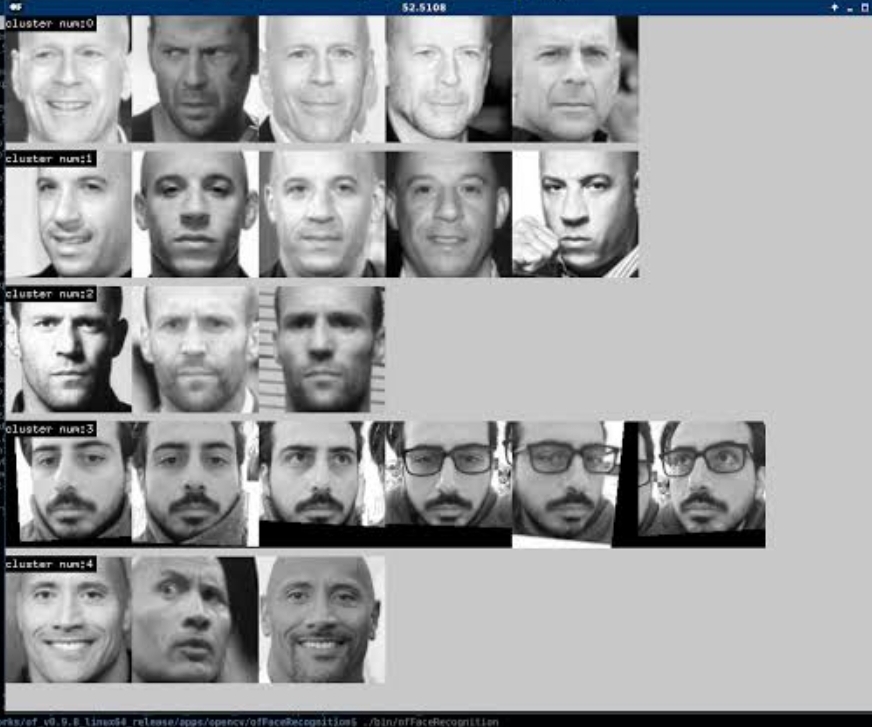 52.5108
cluster num:0
cluster num:1
cluster num:2
cluster num:3
cluster num:4
orks/of v0.9.8 linux64 release/apps/opencv/ofFaceRecognition$ ./bin/ofFaceRecognition